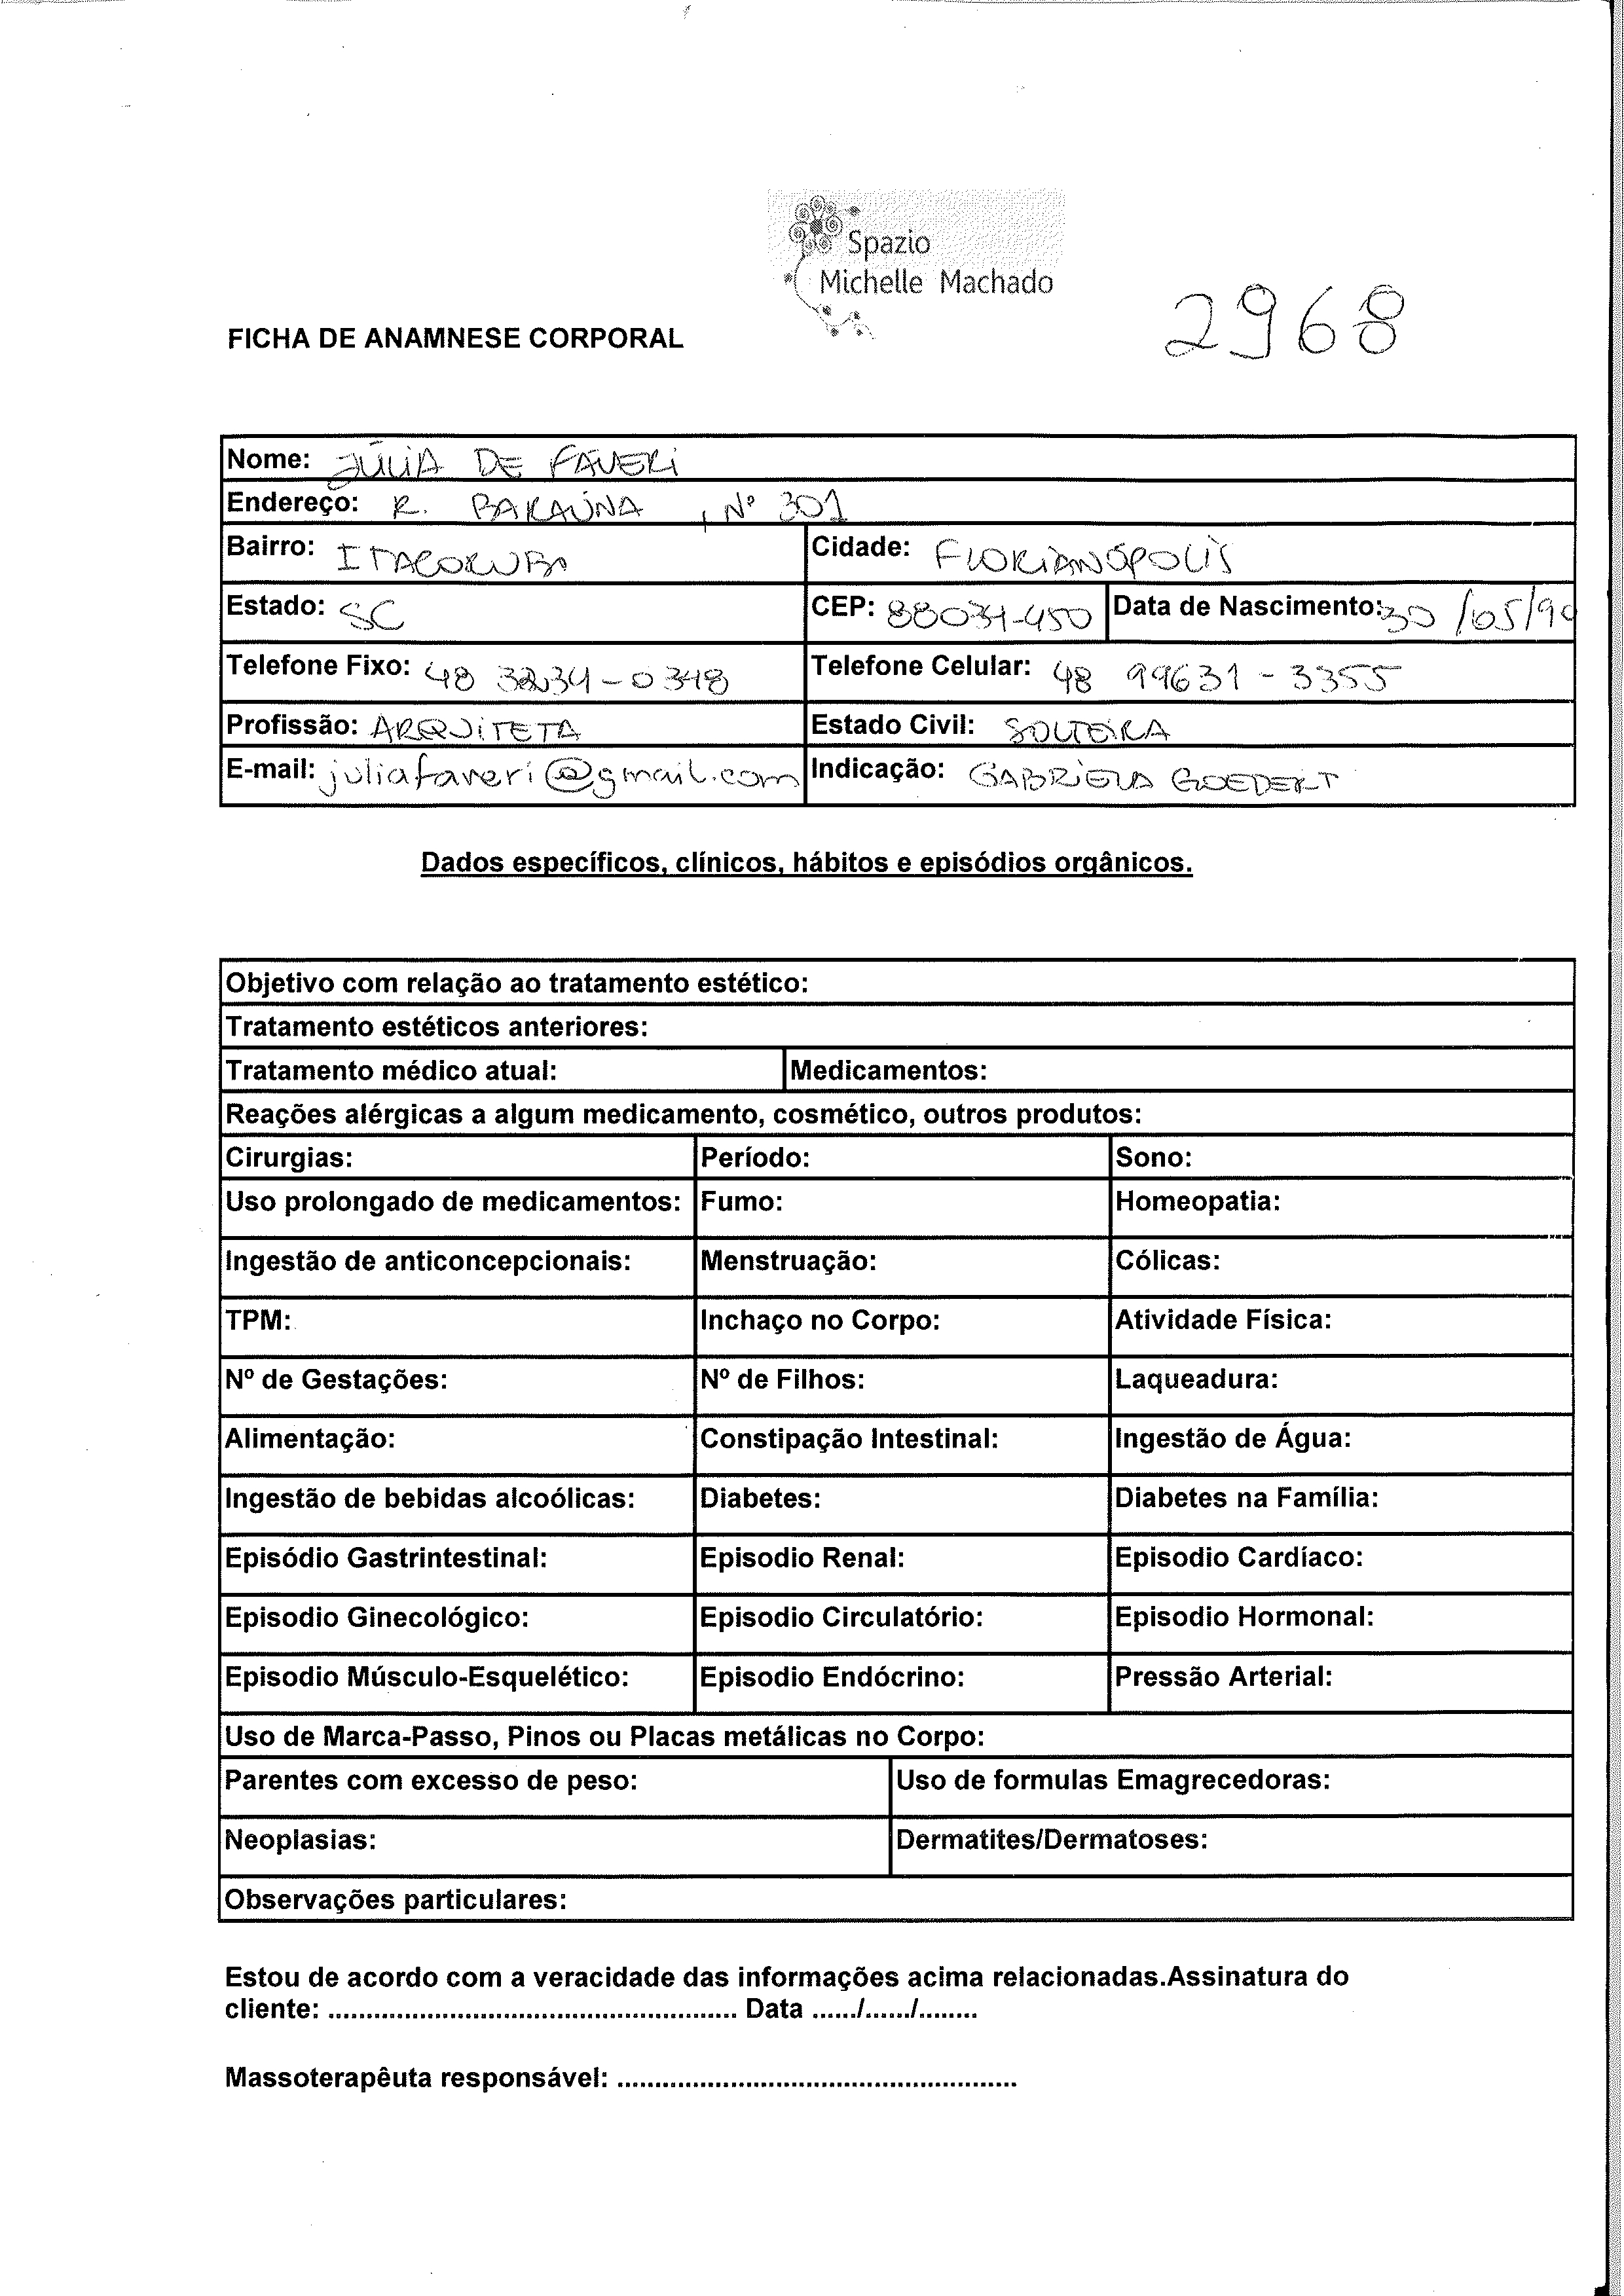 Spazio
Michelle Machado
2968
FICHA DE ANAMNESE CORPORAL
Nome: JÚLIA DE FÁVERI
Endereço: R. BARAÚNA , Nº 301
Bairro: ITACORUBI Cidade: FLORIANÓPOLIS
Estado: SC CEP: 88034-450 Data de Nascimento: 30 /05/90
Telefone Fixo: 48 3234-0348 Telefone Celular: 48 99631-3355
Profissão: ARQUITETA Estado Civil: SOLTEIRA
E-mail: juliafaveri@gmail.com Indicação: GABRIELA GOEDERT
Dados específicos, clínicos, hábitos e episódios orgânicos.
Objetivo com relação ao tratamento estético:
Tratamento estéticos anteriores:
Tratamento médico atual: Medicamentos:
Reações alérgicas a algum medicamento, cosmético, outros produtos:
Cirurgias: Período: Sono:
Uso prolongado de medicamentos: Fumo: Homeopatia:
Ingestão de anticoncepcionais: Menstruação: Cólicas:
TPM: Inchaço no Corpo: Atividade Física:
Nº de Gestações: Nº de Filhos: Laqueadura:
Alimentação: Constipação Intestinal: Ingestão de Água:
Ingestão de bebidas alcoólicas: Diabetes: Diabetes na Família:
Episódio Gastrintestinal: Episodio Renal: Episodio Cardíaco:
Episodio Ginecológico: Episodio Circulatório: Episodio Hormonal:
Episodio Músculo-Esquelético: Episodio Endócrino: Pressão Arterial:
Uso de Marca-Passo, Pinos ou Placas metálicas no Corpo:
Parentes com excesso de peso: Uso de formulas Emagrecedoras:
Neoplasias: Dermatites/Dermatoses:
Observações particulares:
Estou de acordo com a veracidade das informações acima relacionadas.Assinatura do
cliente: ...................................................... Data ....../....../........
Massoterapêuta responsável: .....................................................